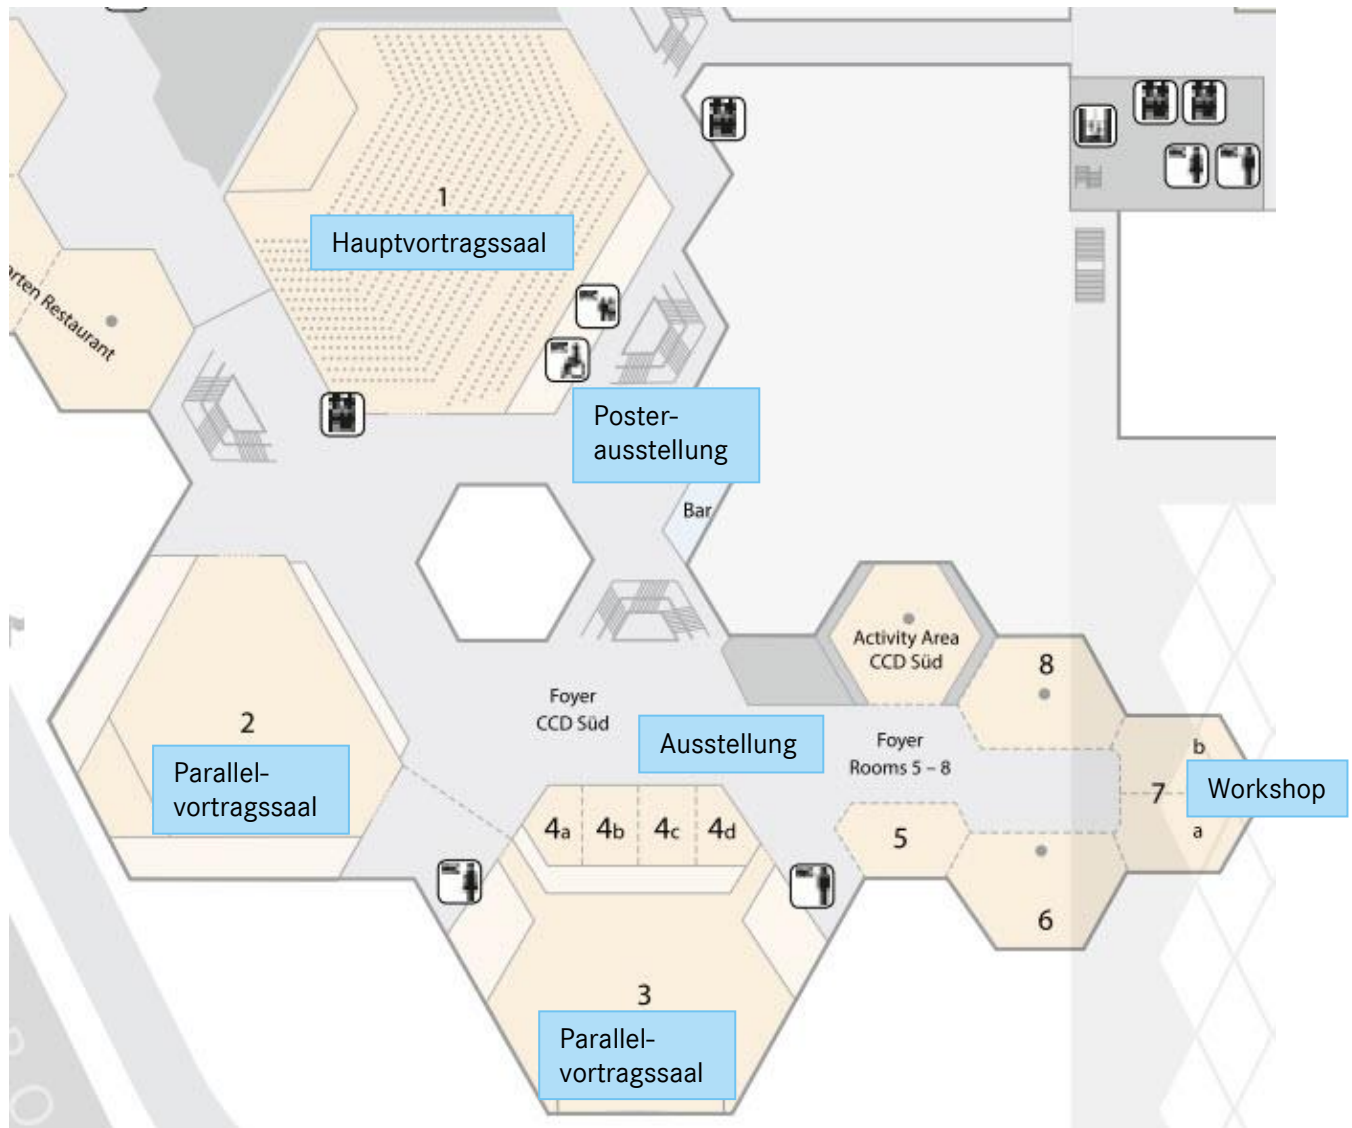 1
Hauptvortragssaal
rten Restaurant
Poster-
ausstellung
Bar
Activity Area
CCD Süd
8
2
Parallel-
vortragssaal
Foyer
CCD Süd
Ausstellung
Foyer
Rooms 5 – 8
b
7
Workshop
a
4a
4b
4c
4d
5
6
3
Parallel-
vortragssaal